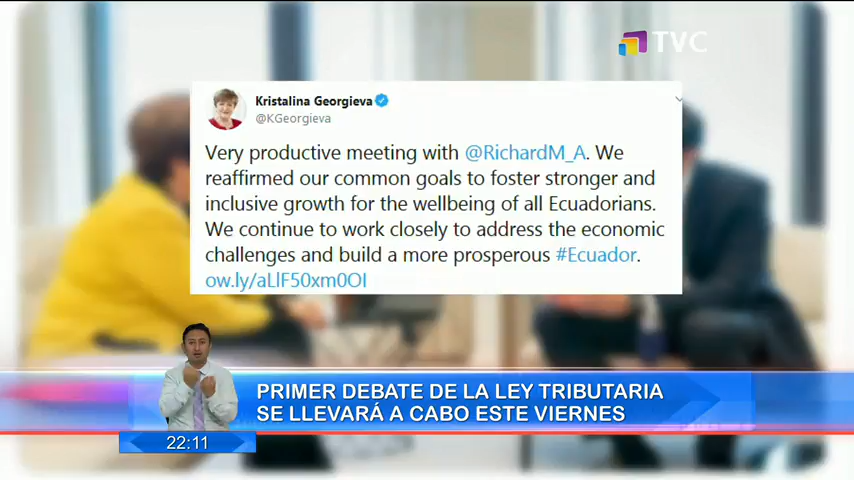 TVC
Kristalina Georgieva
@KGeorgieva
Very productive meeting with @RichardM_A. We
reaffirmed our common goals to foster stronger and
inclusive growth for the wellbeing of all Ecuadorians.
We continue to work closely to address the economic
challenges and build a more prosperous #Ecuador.
ow.ly/aLlF50xm0OI
PRIMER DEBATE DE LA LEY TRIBUTARIA
SE LLEVARÁ A CABO ESTE VIERNES
22:11